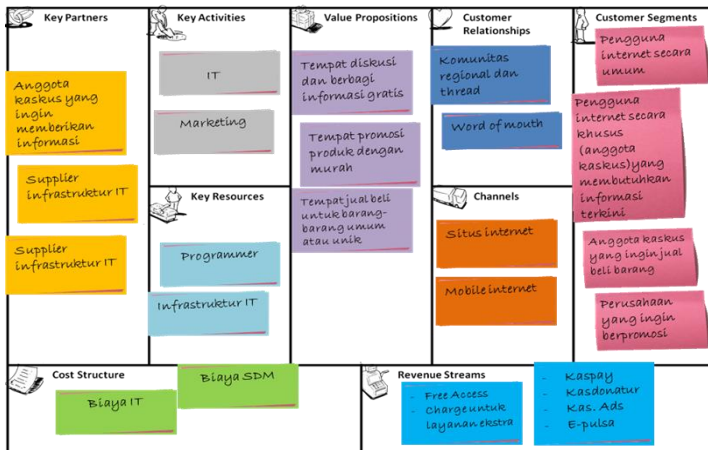 Key Partners
Anggota
kaskus yang
ingin
memberikan
informasi
Supplier
infrastruktur IT
Supplier
infrastruktur IT
Key Activities
IT
Marketing
Key Resources
Programmer
Infrastruktur IT
Value Propositions
Tempat diskusi
dan berbagi
informasi gratis
Tempat promosi
produk dengan
murah
Tempat jual beli
untuk barang-
barang umum
atau unik
Customer
Relationships
Komunitas
regional dan
thread
Word of mouth
Channels
Situs internet
Mobile internet
Customer Segments
Pengguna
internet secara
umum
Pengguna
internet secara
khusus
(anggota
kaskus)yang
membutuhkan
informasi
terkini
Anggota kaskus
yang ingin jual
beli barang
Perusahaan
yang ingin
berpromosi
Cost Structure
Biaya IT
Biaya SDM
Revenue Streams
- Free Access
- Charge untuk
layanan ekstra
- Kaspay
- Kasdonatur
- Kas. Ads
- E-pulsa